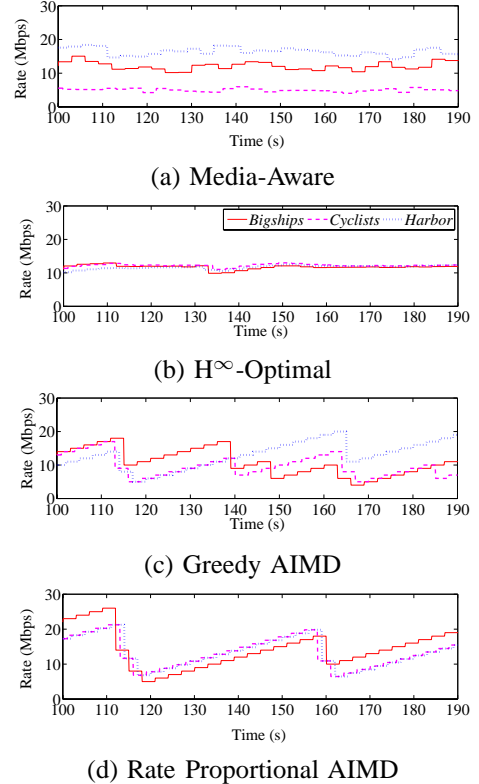 30
20
10
0
Rate (Mbps)
100 110 120 130 140 150 160 170 180 190
Time (s)
(a) Media-Aware
30
20
10
0
Rate (Mbps)
Bigships Cyclists Harbor
100 110 120 130 140 150 160 170 180 190
Time (s)
(b) H∞-Optimal
30
20
10
0
Rate (Mbps)
100 110 120 130 140 150 160 170 180 190
Time (s)
(c) Greedy AIMD
30
20
10
0
Rate (Mbps)
100 110 120 130 140 150 160 170 180 190
Time (s)
(d) Rate Proportional AIMD